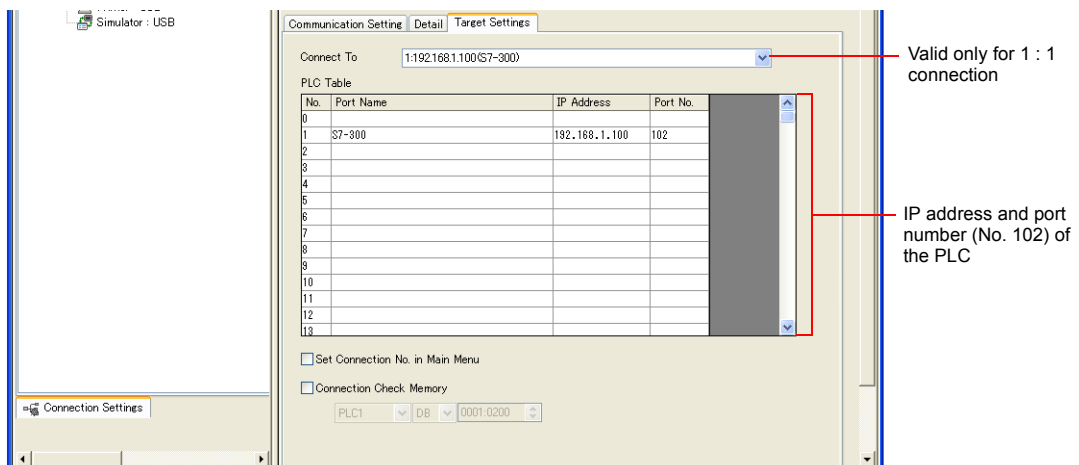 Simulator : USB
Communication Setting Detail Target Settings
Connect To 1:192.168.1.100(S7-300)
Valid only for 1 : 1
connection
PLC Table
No. Port Name IP Address Port No.
0
1 S7-300 192.168.1.100 102
2
3
4
5
6
7
8
9
10
11
12
13
IP address and port
number (No. 102) of
the PLC
Set Connection No. in Main Menu
Connection Check Memory
PLC1 DB 0001:0200
Connection Settings